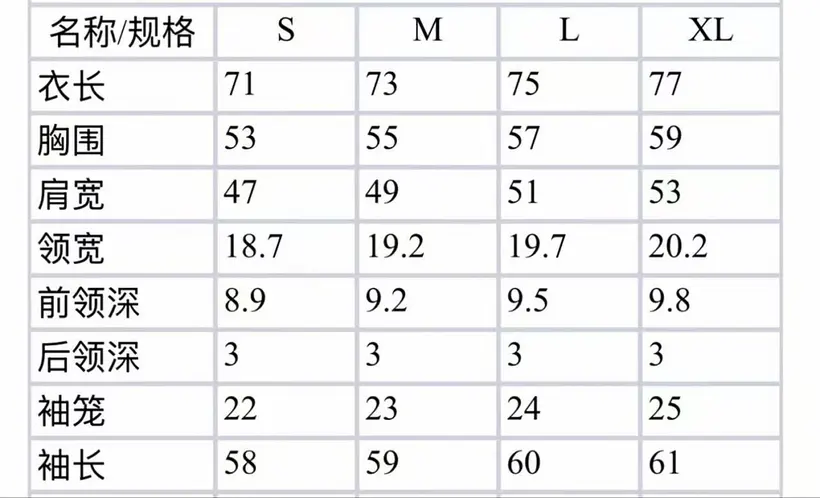 名称/规格 S M L XL
衣长 71 73 75 77
胸围 53 55 57 59
肩宽 47 49 51 53
领宽 18.7 19.2 19.7 20.2
前领深 8.9 9.2 9.5 9.8
后领深 3 3 3 3
袖笼 22 23 24 25
袖长 58 59 60 61